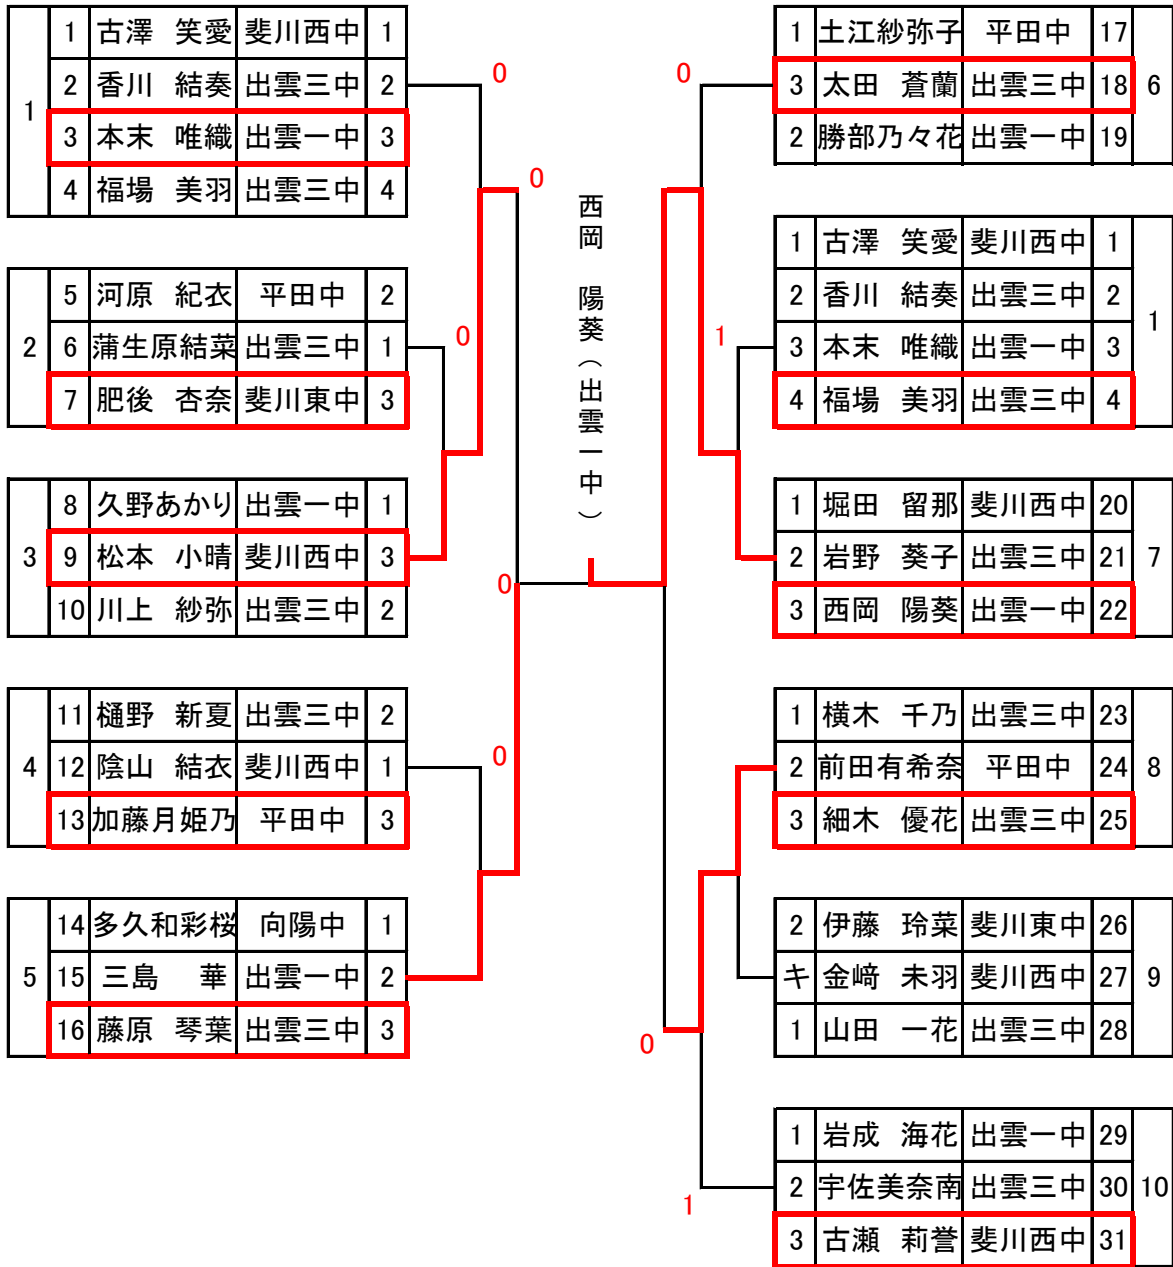 1 古澤 笑愛 斐川西中 1
1 2 香川 結奏 出雲三中 2
3 本末 唯織 出雲一中 3
4 福場 美羽 出雲三中 4
5 河原 紀衣 平田中 2
2 6 蒲生原結菜 出雲三中 1
7 肥後 杏奈 斐川東中 3
8 久野あかり 出雲一中 1
3 9 松本 小晴 斐川西中 3
10 川上 紗弥 出雲三中 2
11 樋野 新夏 出雲三中 2
4 12 陰山 結衣 斐川西中 1
13 加藤月姫乃 平田中 3
14 多久和彩桜 向陽中 1
5 15 三島 華 出雲一中 2
16 藤原 琴葉 出雲三中 3
0
0
0
0
0
西岡 陽葵(出雲一中)
0
1
0
1
1 土江紗弥子 平田中 17
3 太田 蒼蘭 出雲三中 18 6
2 勝部乃々花 出雲一中 19
1 古澤 笑愛 斐川西中 1
2 香川 結奏 出雲三中 2
3 本末 唯織 出雲一中 3 1
4 福場 美羽 出雲三中 4
1 堀田 留那 斐川西中 20
2 岩野 葵子 出雲三中 21 7
3 西岡 陽葵 出雲一中 22
1 横木 千乃 出雲三中 23
2 前田有希奈 平田中 24 8
3 細木 優花 出雲三中 25
2 伊藤 玲菜 斐川東中 26
キ 金﨑 未羽 斐川西中 27 9
1 山田 一花 出雲三中 28
1 岩成 海花 出雲一中 29
2 宇佐美奈南 出雲三中 30 10
3 古瀬 莉誉 斐川西中 31